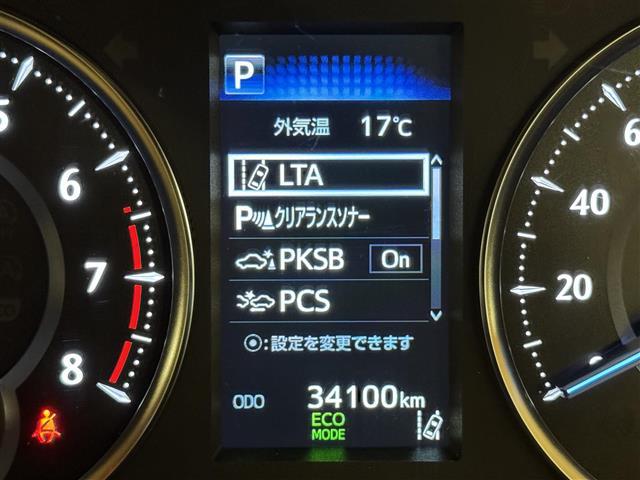 P
外気温 17℃
LTA
P クリアランスソナー
PKSB On
PCS
:設定を変更できます
ODO 34100km
ECO
MODE
5
6
7
8
6
40
20